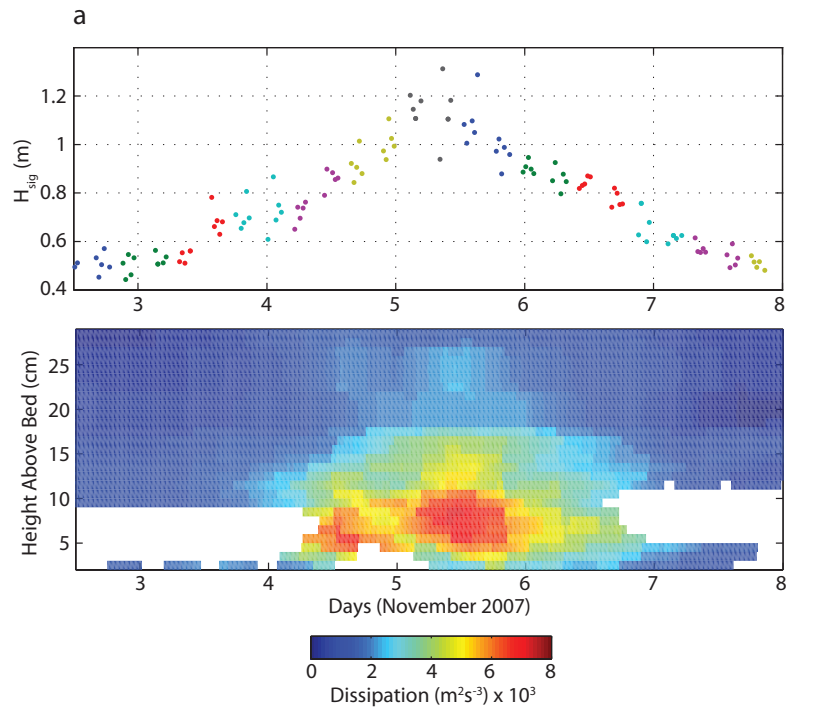 a
H_sig (m)
1.2
1
0.8
0.6
0.4
3 4 5 6 7 8
Height Above Bed (cm)
25
20
15
10
5
3 4 5 6 7 8
Days (November 2007)
0 2 4 6 8
Dissipation (m²s⁻³) x 10³